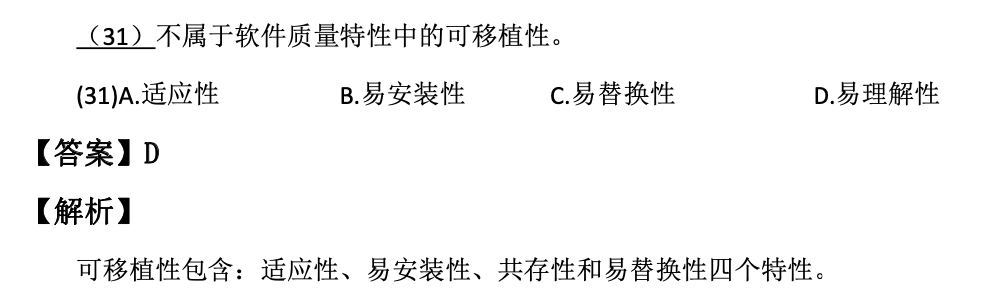 （31）不属于软件质量特性中的可移植性。
(31)A.适应性 B.易安装性 C.易替换性 D.易理解性
【答案】D
【解析】
可移植性包含：适应性、易安装性、共存性和易替换性四个特性。